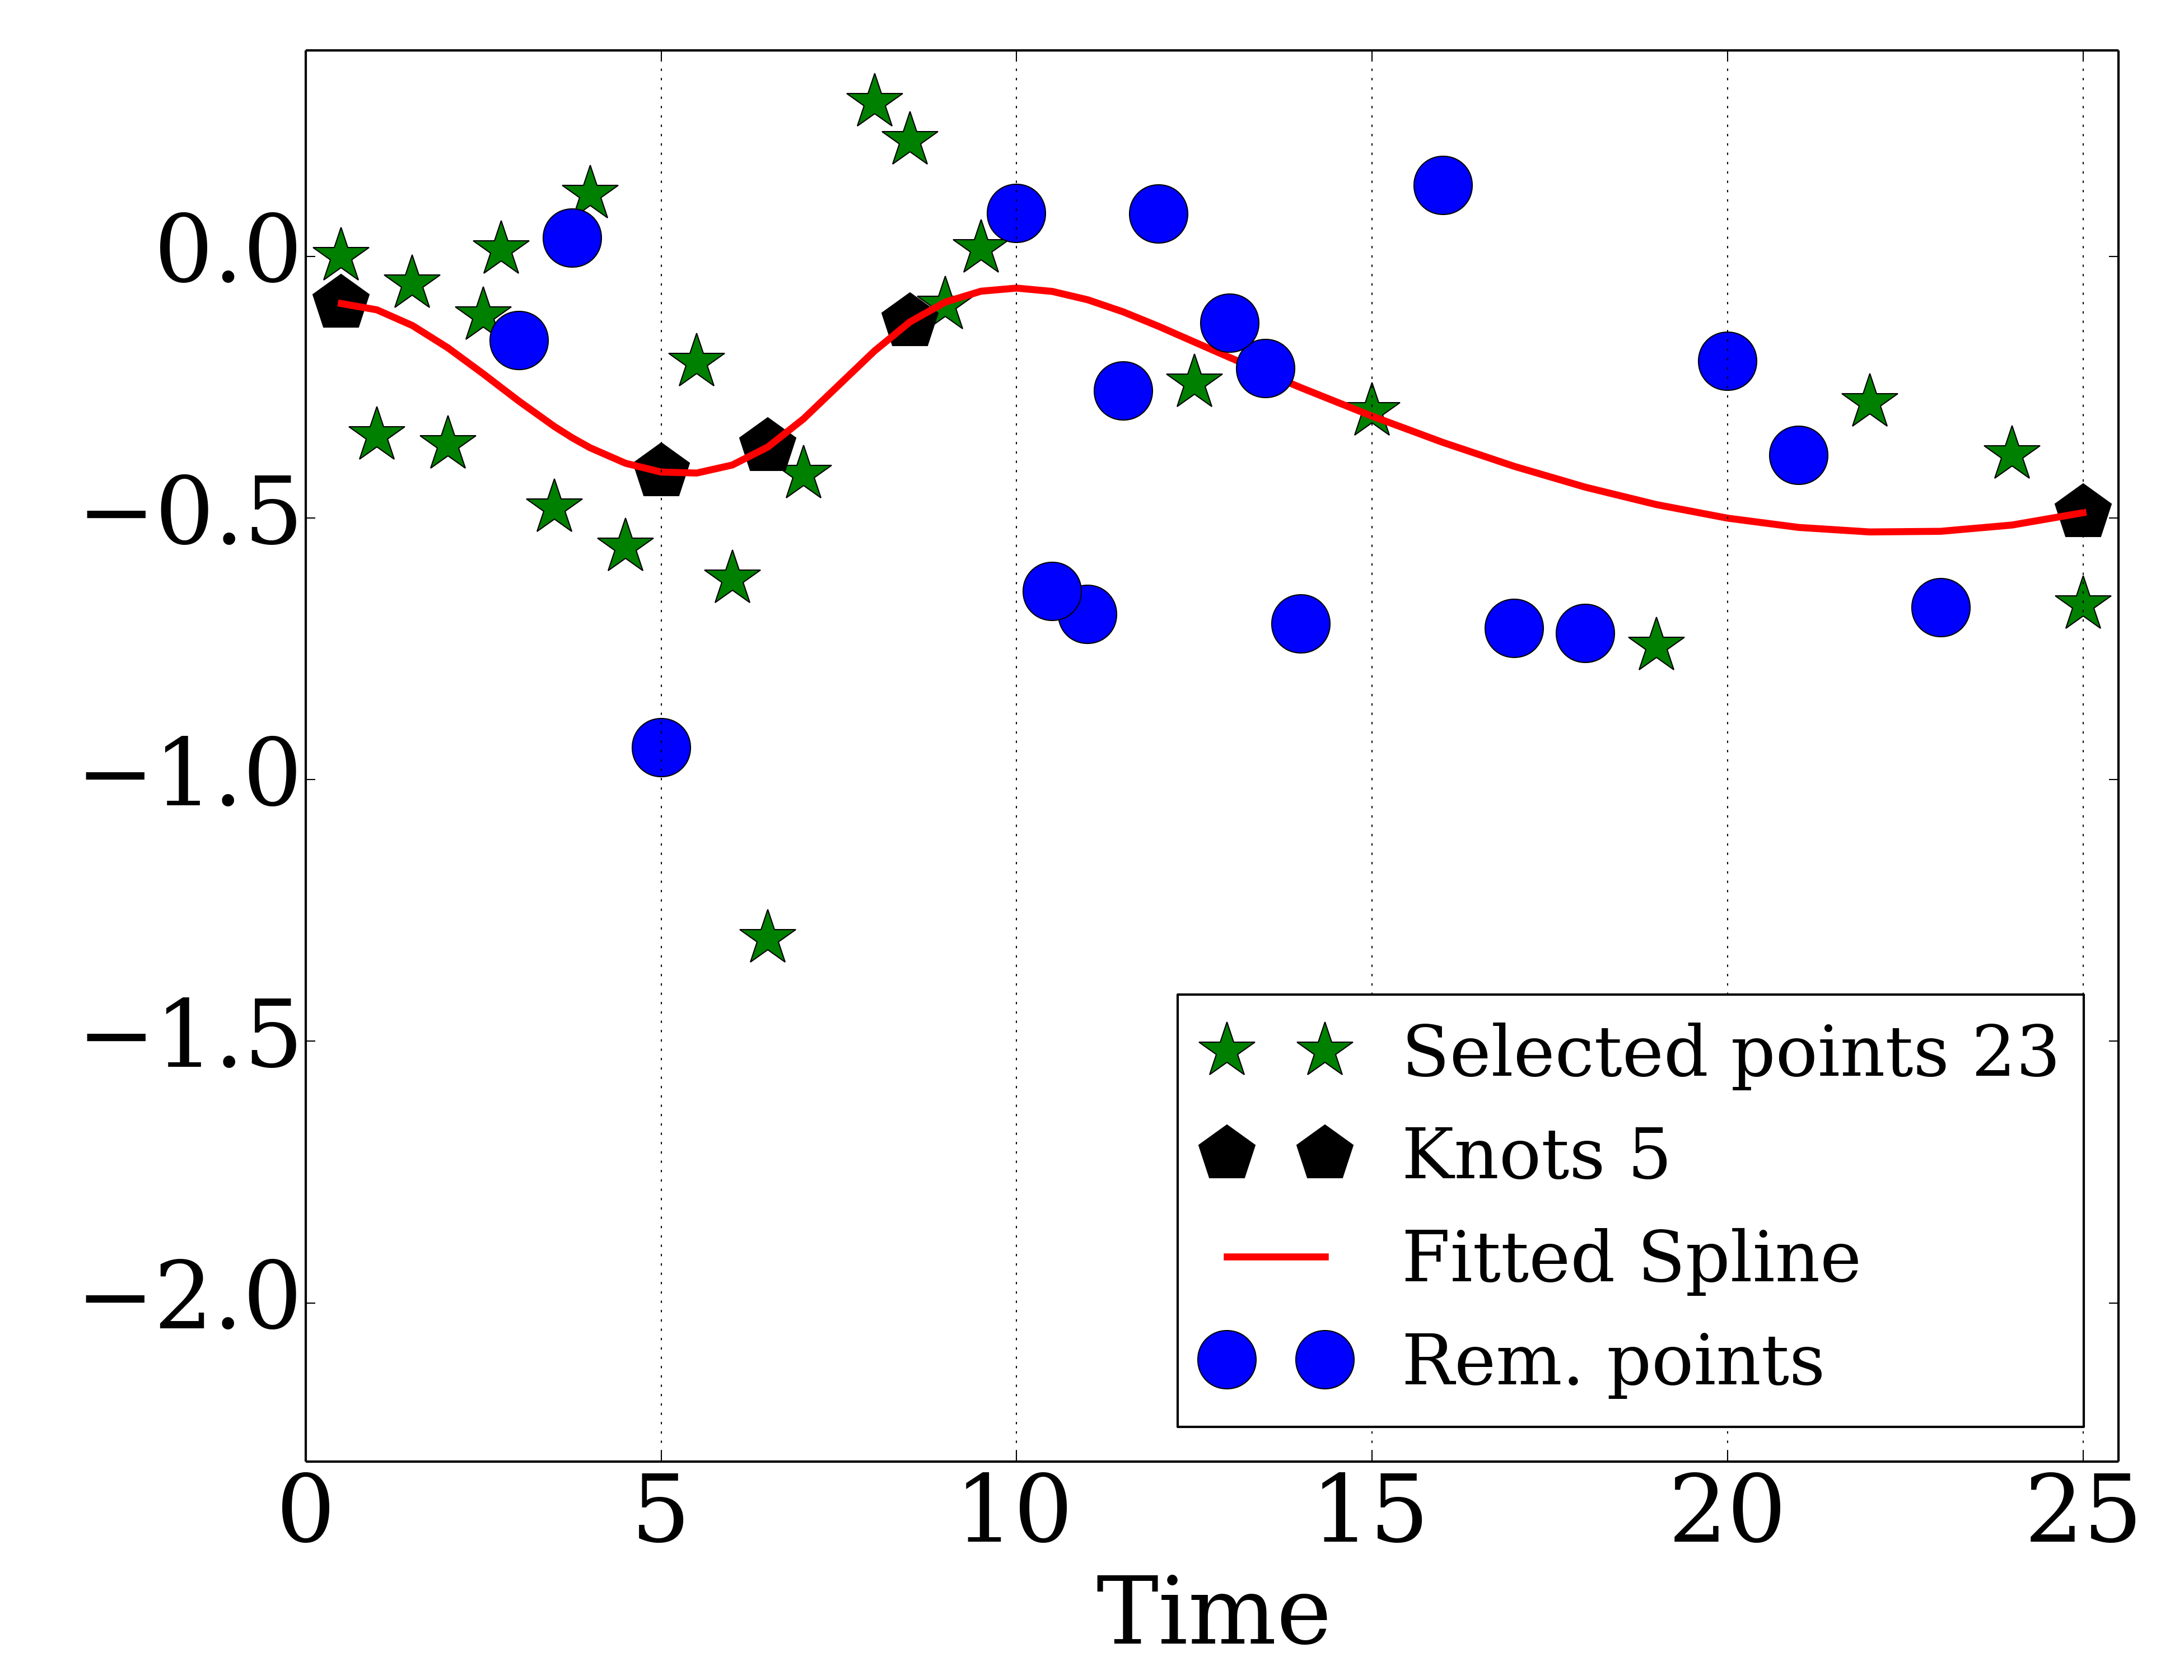 0.0
−0.5
−1.0
−1.5
−2.0
Selected points 23
Knots 5
Fitted Spline
Rem. points
0 5 10 15 20 25
Time